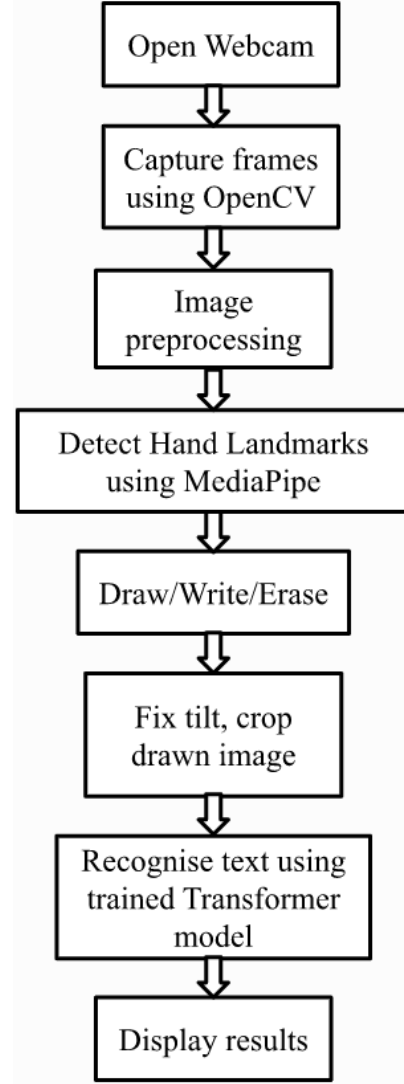 Open Webcam
Capture frames
using OpenCV
Image
preprocessing
Detect Hand Landmarks
using MediaPipe
Draw/Write/Erase
Fix tilt, crop
drawn image
Recognise text using
trained Transformer
model
Display results